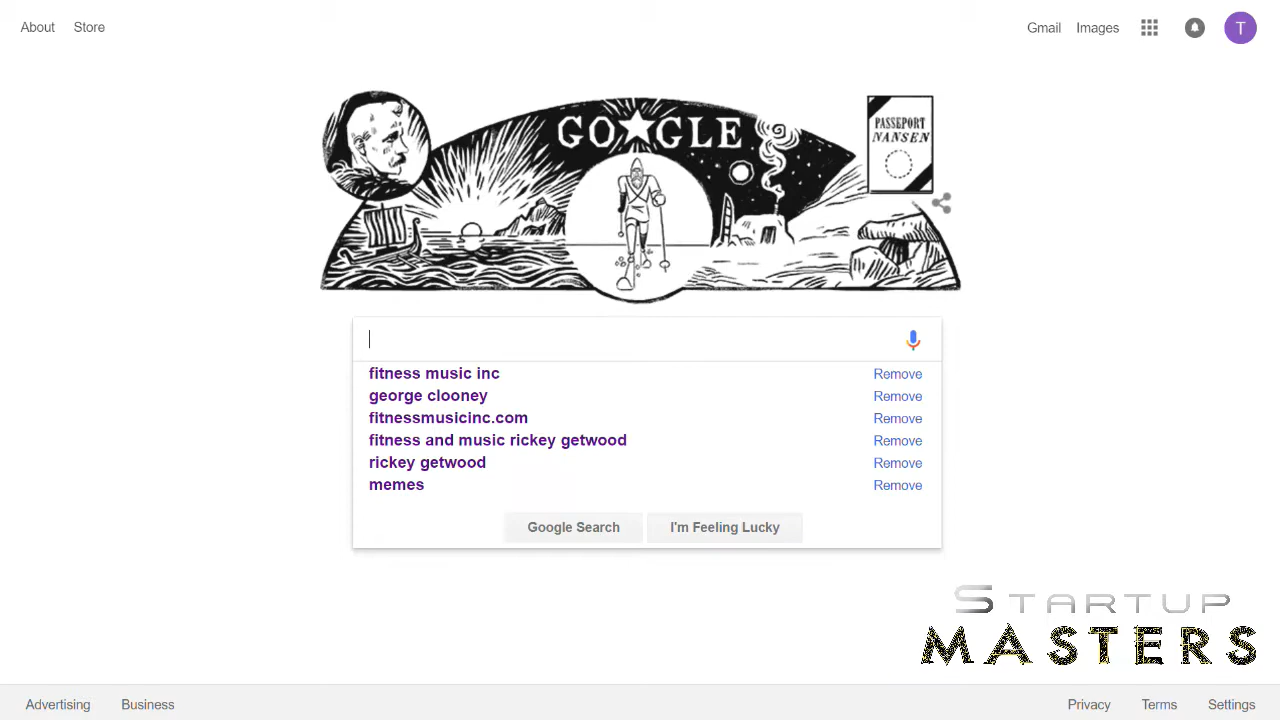 About Store
Gmail Images
T
GO★GLE
PASSEPORT
NANSEN
fitness music inc Remove
george clooney Remove
fitnessmusicinc.com Remove
fitness and music rickey getwood Remove
rickey getwood Remove
memes Remove
Google Search I'm Feeling Lucky
STARTUP
MASTERS
Advertising Business
Privacy Terms Settings